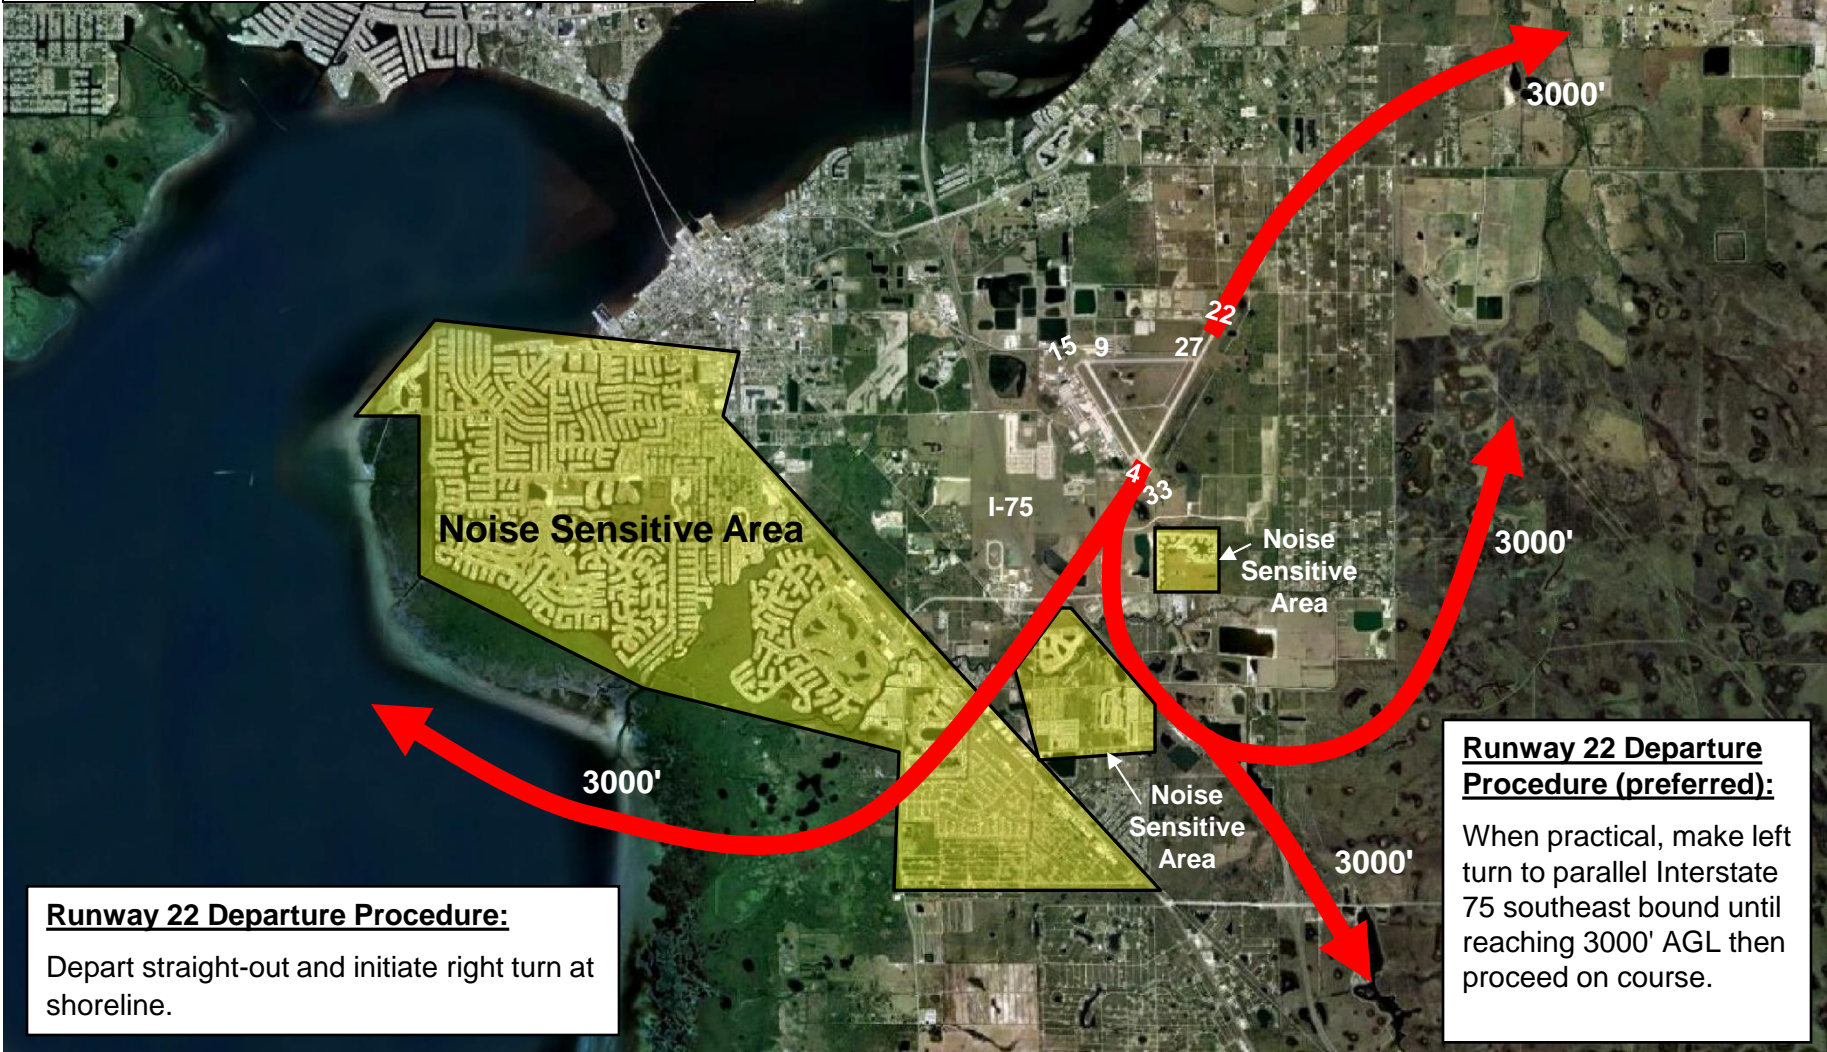 3000'
22
15
9
27
4
33
I-75
Noise Sensitive Area
Noise
Sensitive
Area
3000'
3000'
Noise
Sensitive
Area
3000'
Runway 22 Departure
Procedure (preferred):
When practical, make left
turn to parallel Interstate
75 southeast bound until
reaching 3000' AGL then
proceed on course.
Runway 22 Departure Procedure:
Depart straight-out and initiate right turn at
shoreline.